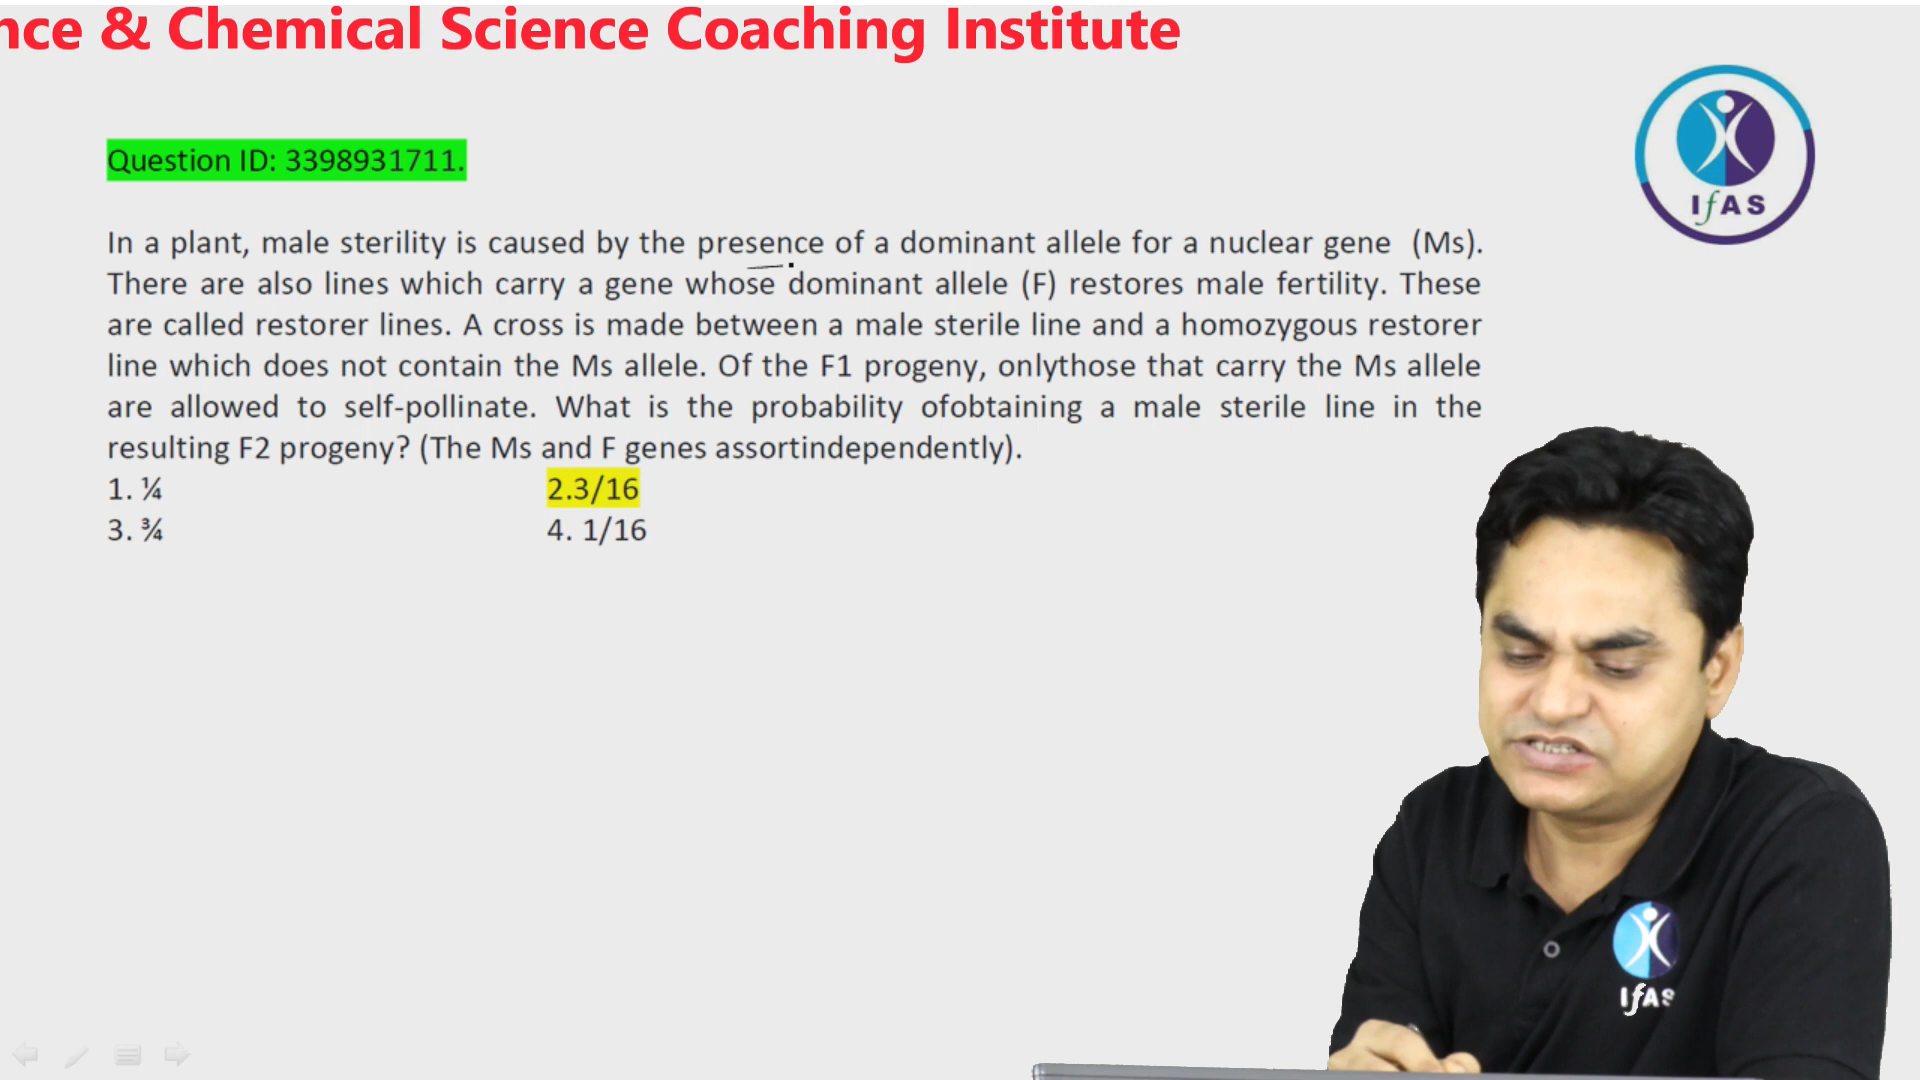 nce & Chemical Science Coaching Institute
IfAS
Question ID: 3398931711.
In a plant, male sterility is caused by the presence of a dominant allele for a nuclear gene (Ms).
There are also lines which carry a gene whose dominant allele (F) restores male fertility. These
are called restorer lines. A cross is made between a male sterile line and a homozygous restorer
line which does not contain the Ms allele. Of the F1 progeny, onlythose that carry the Ms allele
are allowed to self-pollinate. What is the probability ofobtaining a male sterile line in the
resulting F2 progeny? (The Ms and F genes assortindependently).
1. ¼ 2.3/16
3. ¾ 4. 1/16
IfAS